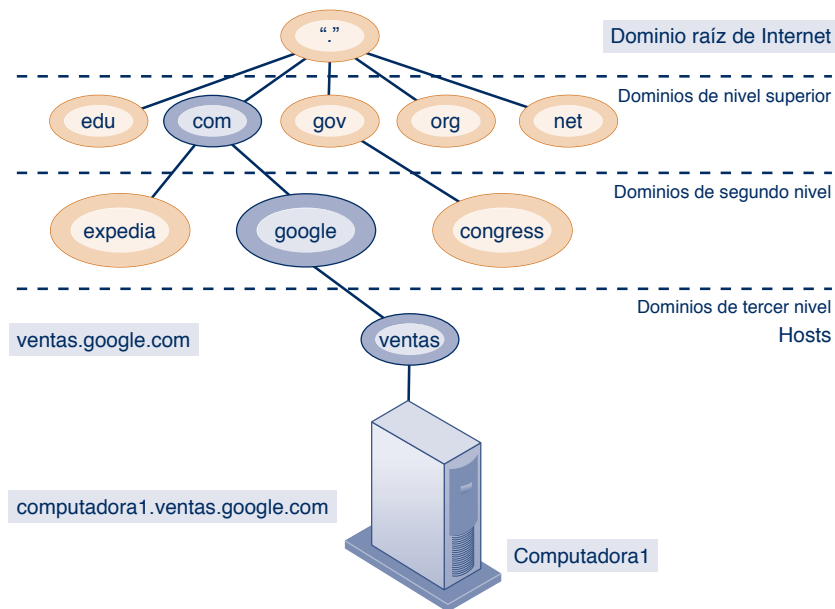 “.”
Dominio raíz de Internet
Dominios de nivel superior
edu
com
gov
org
net
Dominios de segundo nivel
expedia
google
congress
Dominios de tercer nivel
Hosts
ventas.google.com
ventas
computadora1.ventas.google.com
Computadora1